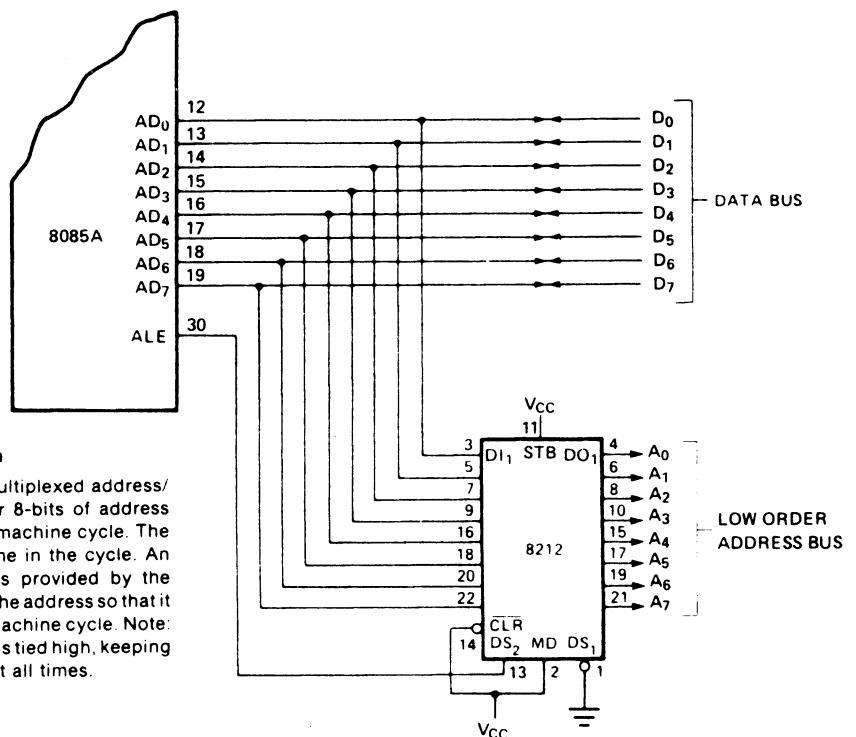 12
AD0
13
AD1
14
AD2
15
AD3
16
AD4
17
AD5
18
AD6
19
AD7
8085A
ALE 30
D0
D1
D2
D3
D4
D5
D6
D7
DATA BUS
VCC
11
3 DI1 STB DO1 4 A0
5 6 A1
7 8 A2
9 10 A3
16 15 A4
18 17 A5
20 19 A6
22 21 A7
8212
LOW ORDER
ADDRESS BUS
14 CLR
DS2 MD DS1
13 2 1
VCC
n
ultiplexed address/
r 8-bits of address
machine cycle. The
ne in the cycle. An
s provided by the
he address so that it
achine cycle. Note:
s tied high, keeping
t all times.